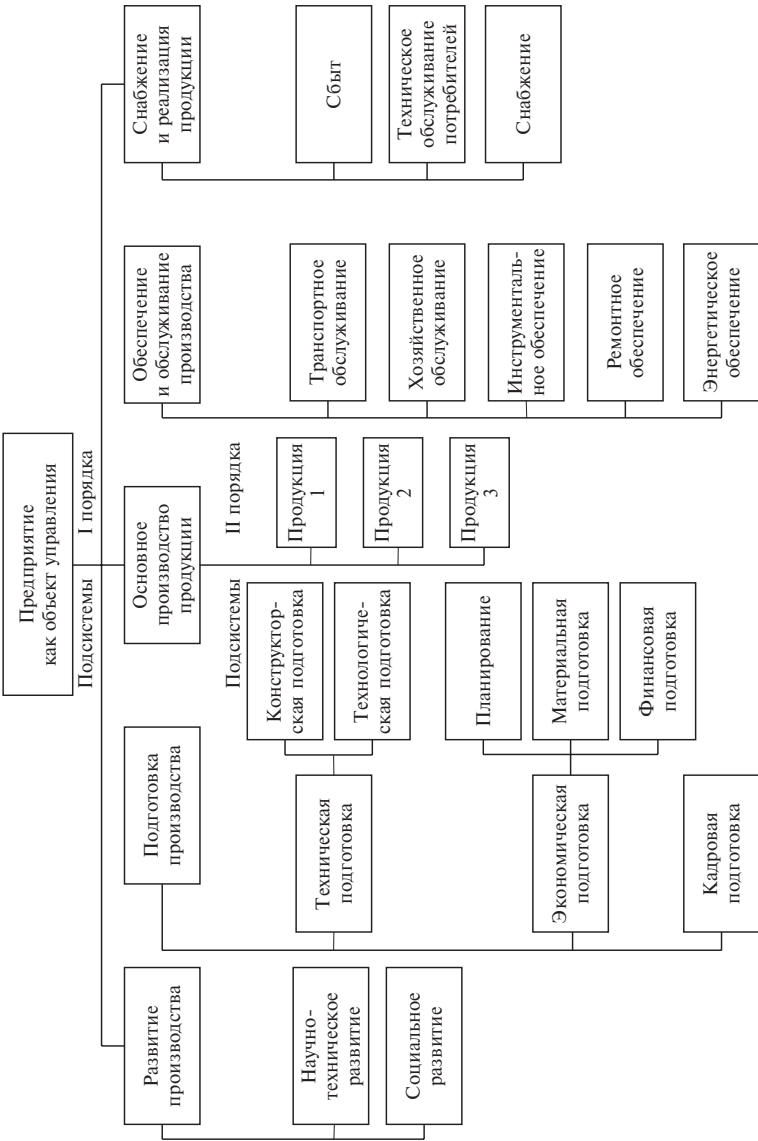 Предприятие
как объект управления
Подсистемы
I порядка
Развитие
производства
Подготовка
производства
Основное
производство
продукции
Обеспечение
и обслуживание
производства
Снабжение
и реализация
продукции
Подсистемы
II порядка
Научно-
техническое
развитие
Социальное
развитие
Техническая
подготовка
Конструктор-
ская подготовка
Технологиче-
ская подготовка
Экономическая
подготовка
Планирование
Материальная
подготовка
Финансовая
подготовка
Кадровая
подготовка
Продукция
1
Продукция
2
Продукция
3
Транспортное
обслуживание
Хозяйственное
обслуживание
Инструменталь-
ное обеспечение
Ремонтное
обеспечение
Энергетическое
обеспечение
Сбыт
Техническое
обслуживание
потребителей
Снабжение